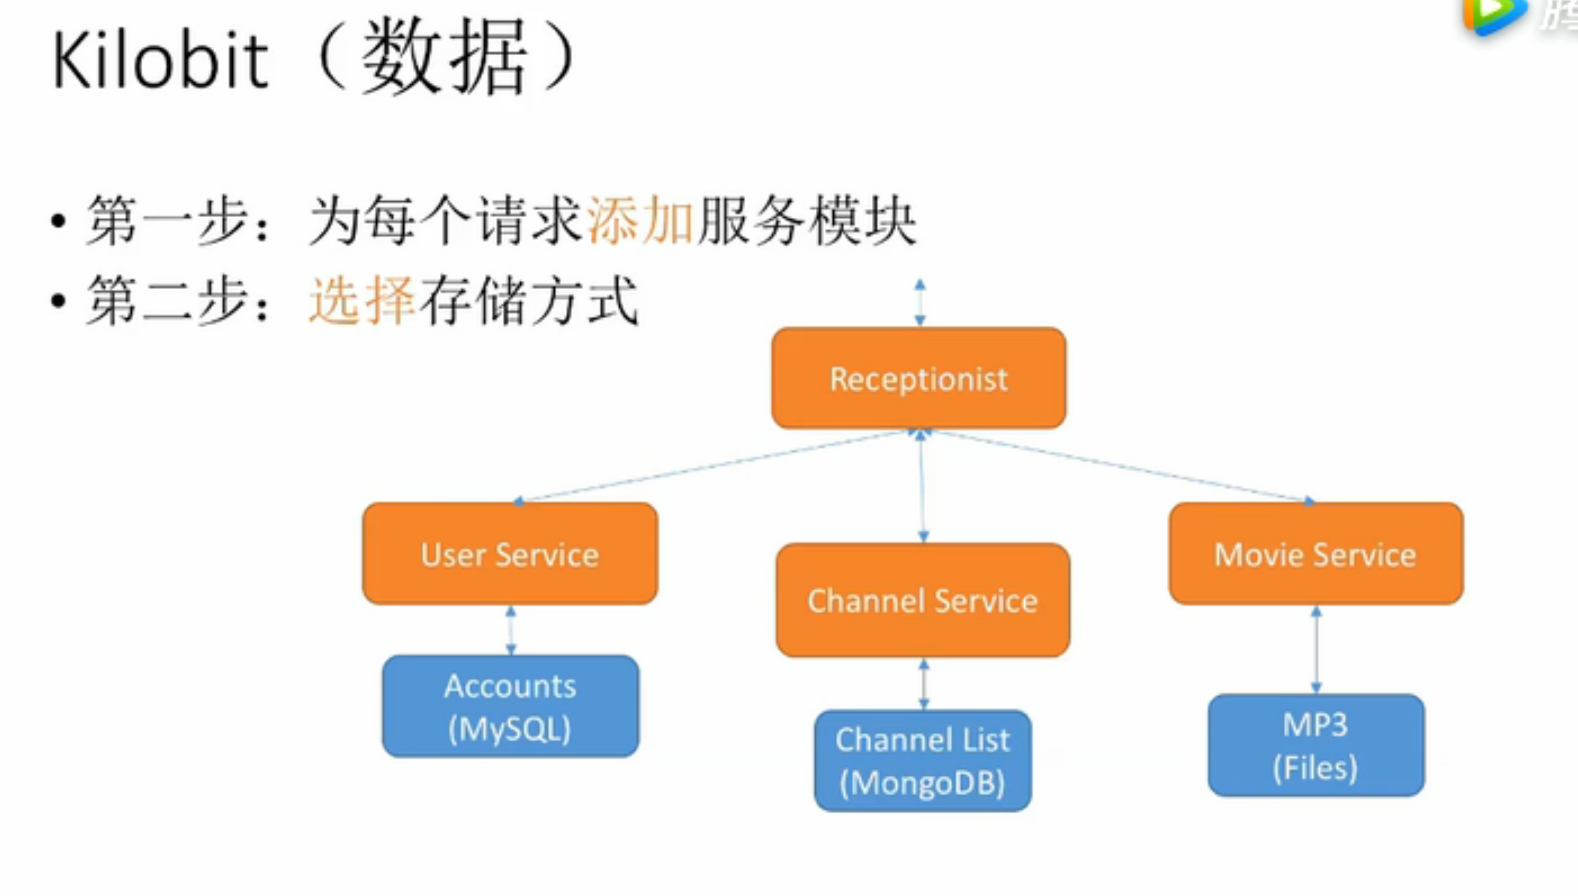 Kilobit（数据）
• 第一步：为每个请求添加服务模块
• 第二步：选择存储方式
Receptionist
User Service
Channel Service
Movie Service
Accounts
(MySQL)
Channel List
(MongoDB)
MP3
(Files)